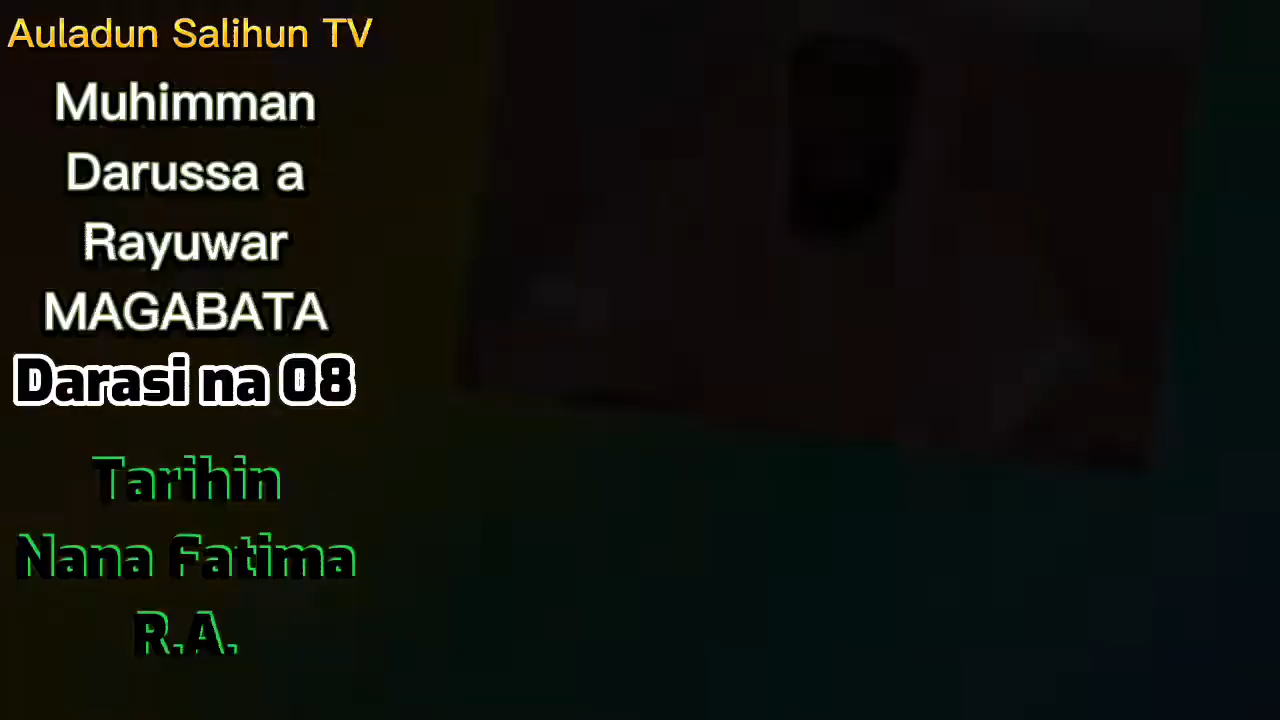 Auladun Salihun TV
Muhimman
Darussa a
Rayuwar
MAGABATA
Darasi na 08
Tarihin
Nana Fatima
R.A.